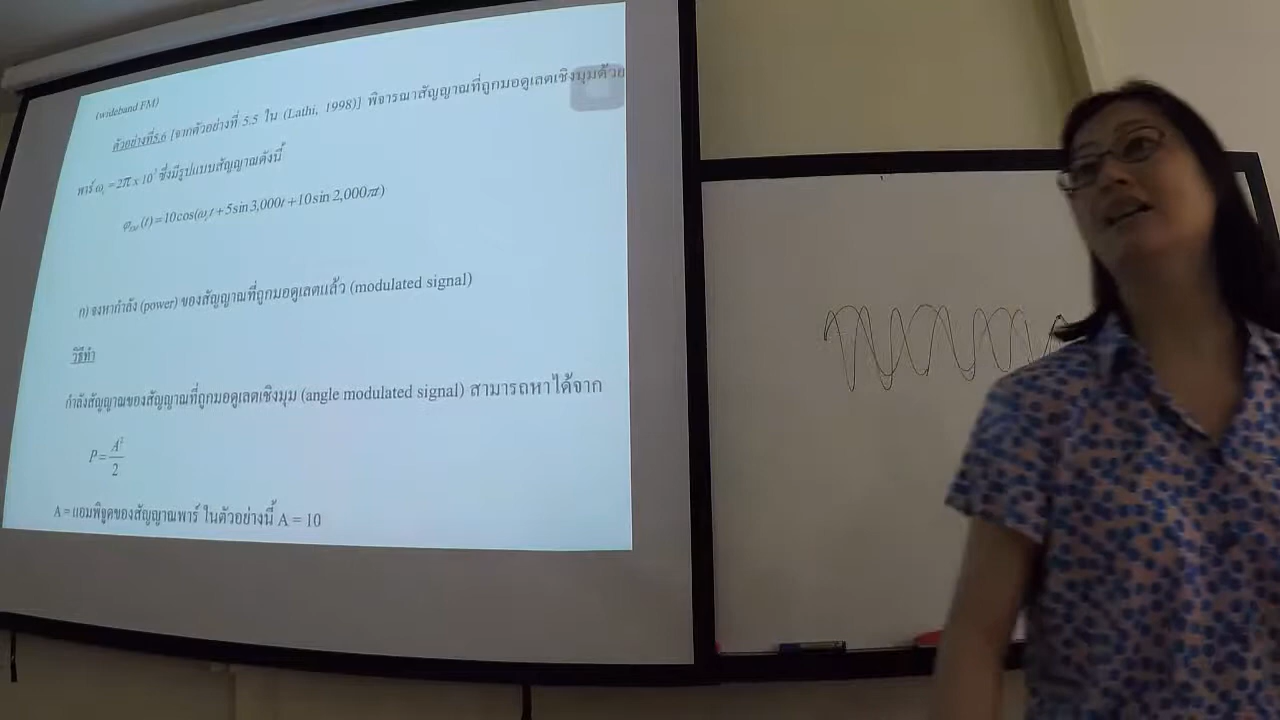 (wideband FM)
ตัวอย่างที่5.6 [จากตัวอย่างที่ 5.5 ใน (Lathi, 1998)] พิจารณาสัญญาณที่ถูกมอดูเลตเชิงมุมด้วย
พาร์ ω = 2π x 10 ซึ่งมีรูปแบบสัญญาณดังนี้
φ_EM (t) = 10cos(ω_c t + 5sin 3,000t + 10sin 2,000πt)
ก) จงหากำลัง (power) ของสัญญาณที่ถูกมอดูเลตแล้ว (modulated signal)
วิธีทำ
กำลังสัญญาณของสัญญาณที่ถูกมอดูเลตเชิงมุม (angle modulated signal) สามารถหาได้จาก
P = A²/2
A = แอมพิจูดของสัญญาณพาร์ ในตัวอย่างนี้ A = 10